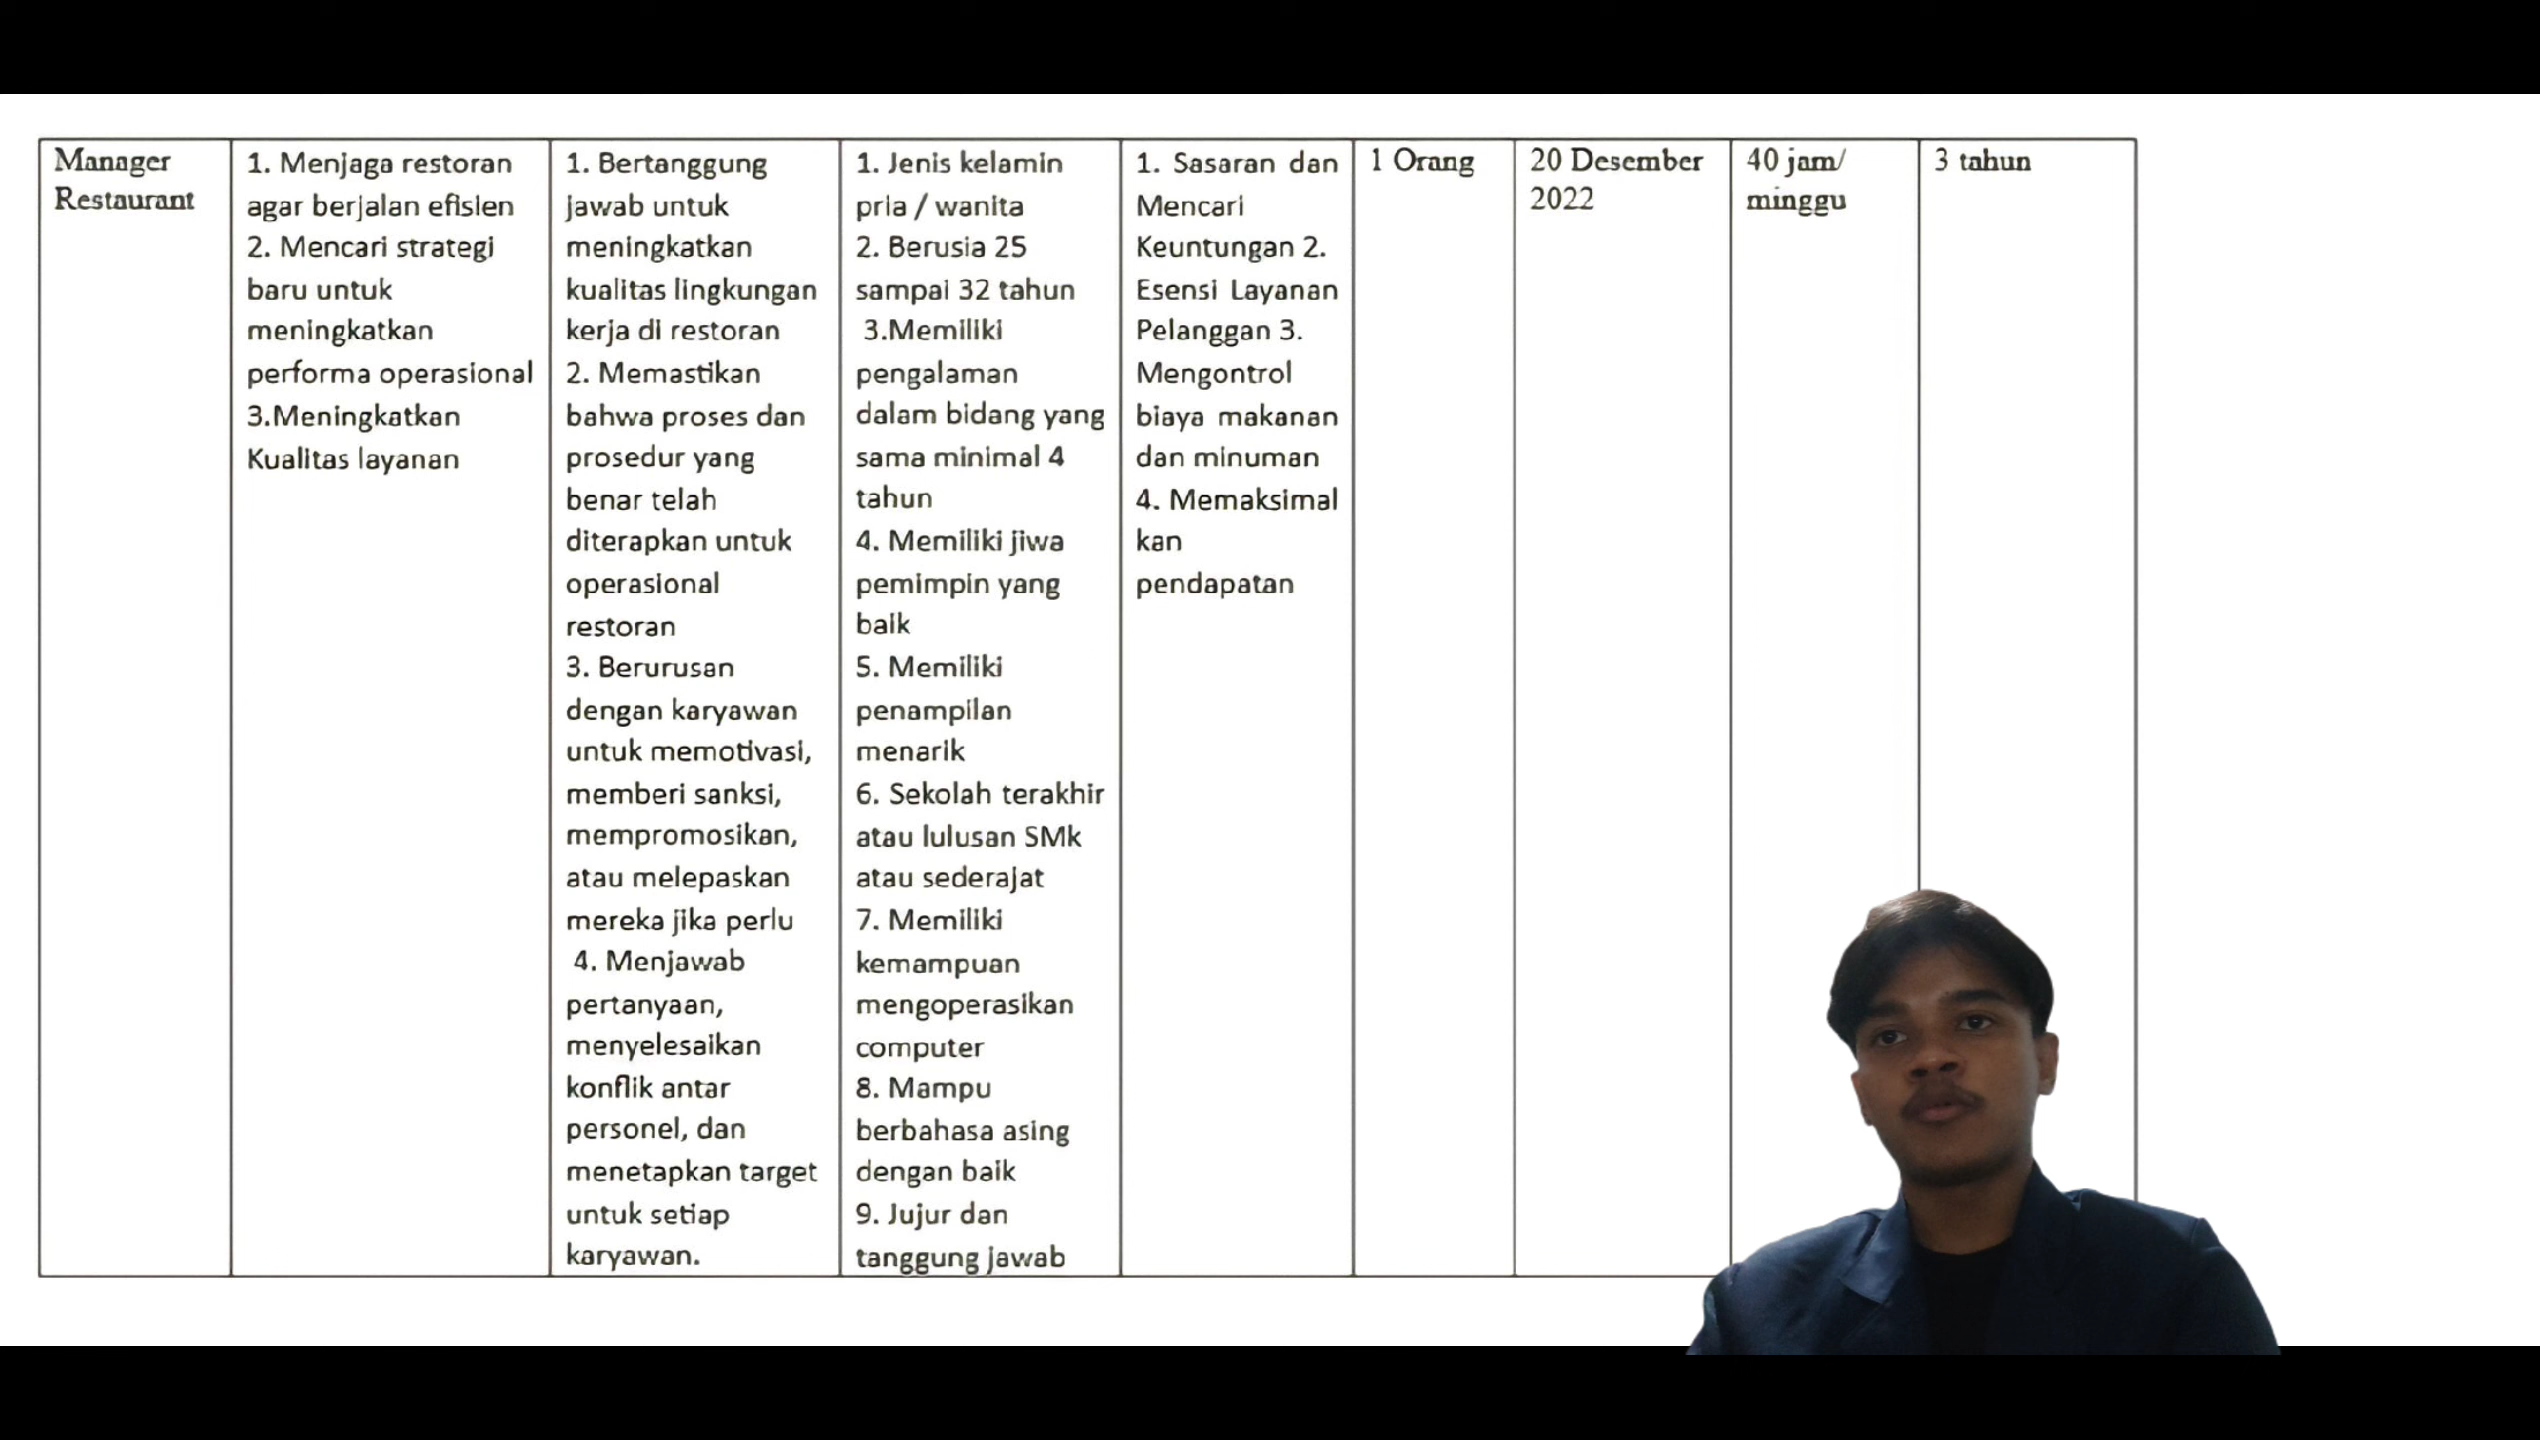 Manager
Restaurant
1. Menjaga restoran
agar berjalan efisien
2. Mencari strategi
baru untuk
meningkatkan
performa operasional
3.Meningkatkan
Kualitas layanan
1. Bertanggung
jawab untuk
meningkatkan
kualitas lingkungan
kerja di restoran
2. Memastikan
bahwa proses dan
prosedur yang
benar telah
diterapkan untuk
operasional
restoran
3. Berurusan
dengan karyawan
untuk memotivasi,
memberi sanksi,
mempromosikan,
atau melepaskan
mereka jika perlu
4. Menjawab
pertanyaan,
menyelesaikan
konflik antar
personel, dan
menetapkan target
untuk setiap
karyawan.
1. Jenis kelamin
pria / wanita
2. Berusia 25
sampai 32 tahun
3.Memiliki
pengalaman
dalam bidang yang
sama minimal 4
tahun
4. Memiliki jiwa
pemimpin yang
baik
5. Memiliki
penampilan
menarik
6. Sekolah terakhir
atau lulusan SMk
atau sederajat
7. Memiliki
kemampuan
mengoperasikan
computer
8. Mampu
berbahasa asing
dengan baik
9. Jujur dan
tanggung jawab
1. Sasaran dan
Mencari
Keuntungan 2.
Esensi Layanan
Pelanggan 3.
Mengontrol
biaya makanan
dan minuman
4. Memaksimal
kan
pendapatan
1 Orang
20 Desember
2022
40 jam/
minggu
3 tahun